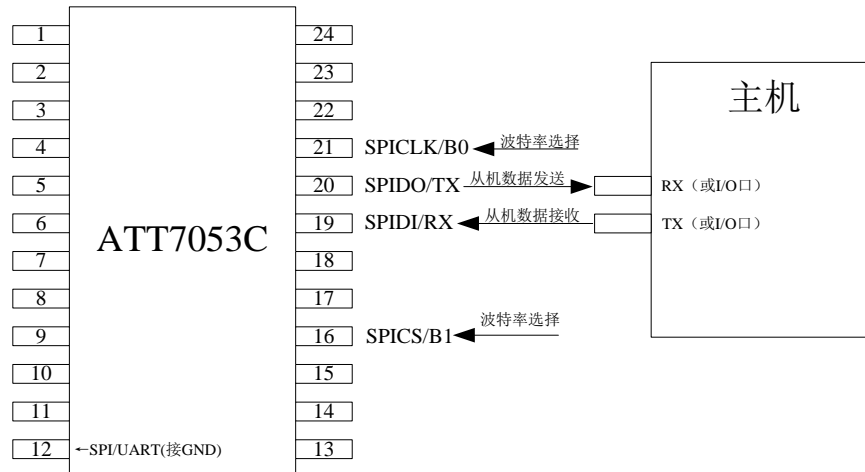 1
24
2
23
主机
3
22
4
21
SPICLK/B0
波特率选择
5
20
SPIDO/TX
从机数据发送
RX(或I/O口)
6
19
SPIDI/RX
从机数据接收
TX(或I/O口)
ATT7053C
7
18
8
17
9
16
SPICS/B1
波特率选择
10
15
11
14
12
←SPI/UART(接GND)
13